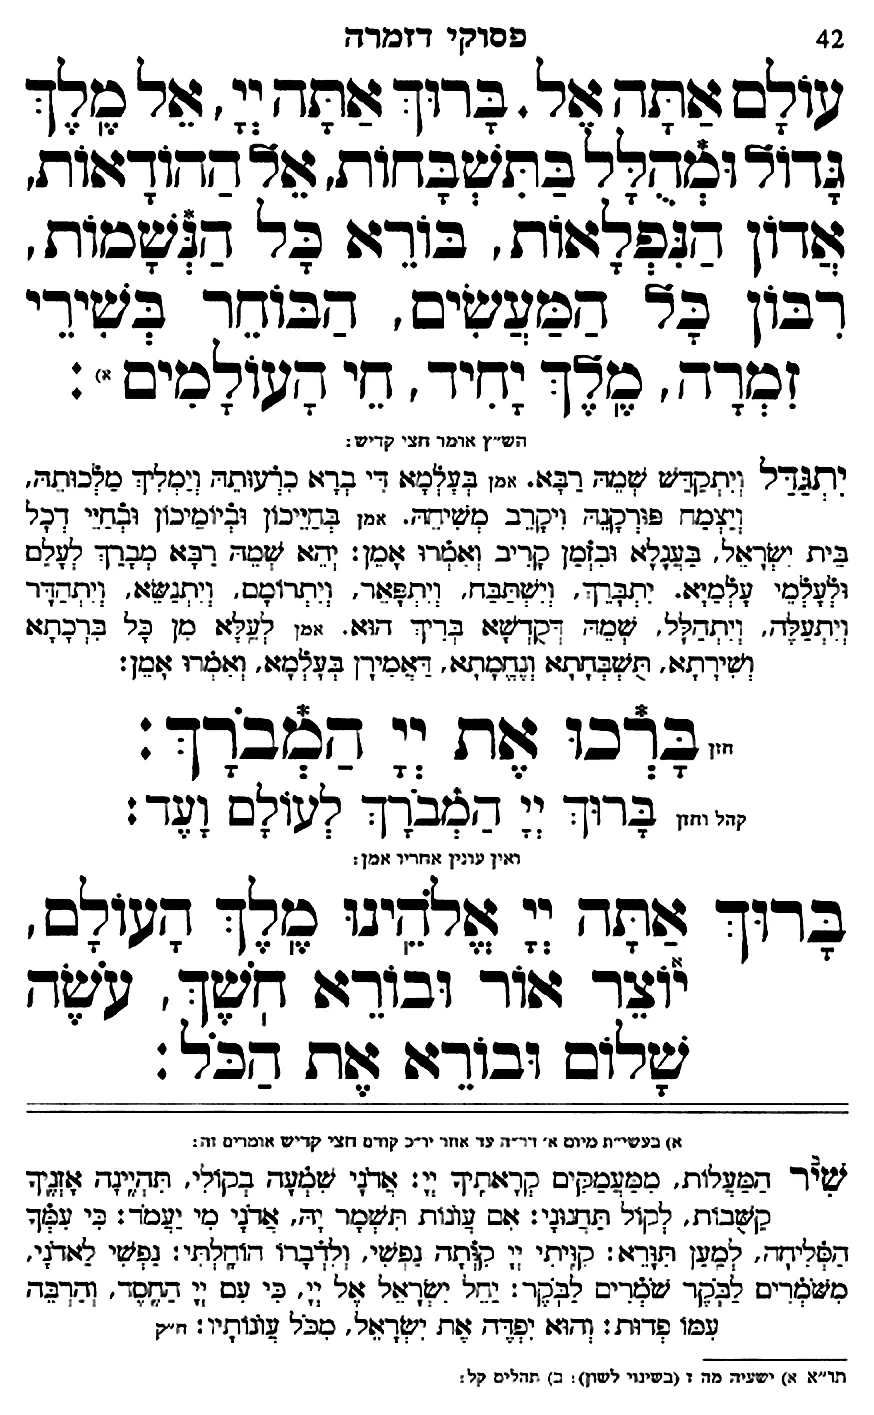 42 פסוקי דזמרה
עוֹלָם אַתָּה אֵל. בָּרוּךְ אַתָּה יְיָ, אֵל מֶֽלֶךְ
גָּדוֹל וּמְ֯הֻלָּל בַּתִּשְׁבָּחוֹת, אֵל הַהוֹדָאוֹת,
אֲדוֹן הַנִּפְלָאוֹת, בּוֹרֵא כָּל הַנְּ֯שָׁמוֹת,
רִבּוֹן כָּל הַמַּעֲשִׂים, הַבּוֹחֵר בְּשִׁירֵי
זִמְרָה, מֶֽלֶךְ יָחִיד, חֵי הָעוֹלָמִים א):
הש״ץ אומר חצי קדיש:
יִתְגַּדַּל וְיִתְקַדַּשׁ שְׁמֵהּ רַבָּא. אמן בְּעָלְמָא דִּי בְרָא כִרְעוּתֵהּ וְיַמְלִיךְ מַלְכוּתֵהּ,
וְיַצְמַח פּוּרְקָנֵהּ וִיקָרֵב מְשִׁיחֵהּ. אמן בְּחַיֵּיכוֹן וּבְיוֹמֵיכוֹן וּבְחַיֵּי דְכָל
בֵּית יִשְׂרָאֵל, בַּעֲגָלָא וּבִזְמַן קָרִיב וְאִמְרוּ אָמֵן: יְהֵא שְׁמֵהּ רַבָּא מְבָרַךְ לְעָלַם
וּלְעָלְמֵי עָלְמַיָּא. יִתְבָּרֵךְ, וְיִשְׁתַּבַּח, וְיִתְפָּאֵר, וְיִתְרוֹמָם, וְיִתְנַשֵּׂא, וְיִתְהַדָּר
וְיִתְעַלֶּה, וְיִתְהַלָּל, שְׁמֵהּ דְּקֻדְשָׁא בְּרִיךְ הוּא. אמן לְעֵלָּא מִן כָּל בִּרְכָתָא
וְשִׁירָתָא, תֻּשְׁבְּחָתָא וְנֶחֱמָתָא, דַּאֲמִירָן בְּעָלְמָא, וְאִמְרוּ אָמֵן:
חזן בָּרְ֯כוּ אֶת יְיָ הַמְּ֯בֹרָךְ:
קהל וחזן בָּרוּךְ יְיָ הַמְּבֹרָךְ לְעוֹלָם וָעֶד:
ואין עונין אחריו אמן:
בָּרוּךְ אַתָּה יְיָ אֱלֹהֵֽינוּ מֶֽלֶךְ הָעוֹלָם,
יוֹצֵר אוֹר וּבוֹרֵא חֹֽשֶׁךְ, עֹשֶׂה
שָׁלוֹם וּבוֹרֵא אֶת הַכֹּל:
א) בעשי״ת מיום א׳ דר״ה עד אחר יו״כ קודם חצי קדיש אומרים זה:
שִׁיר הַמַּעֲלוֹת, מִמַּעֲמַקִּים קְרָאתִֽיךָ יְיָ: אֲדֹנָי שִׁמְעָה בְקוֹלִי, תִּהְיֶֽינָה אָזְנֶֽיךָ
קַשֻּׁבוֹת, לְקוֹל תַּחֲנוּנָי: אִם עֲוֹנוֹת תִּשְׁמָר יָהּ, אֲדֹנָי מִי יַעֲמֹד: כִּי עִמְּךָ
הַסְּלִיחָה, לְמַֽעַן תִּוָּרֵא: קִוִּֽיתִי יְיָ קִוְּתָה נַפְשִׁי, וְלִדְבָרוֹ הוֹחָֽלְתִּי: נַפְשִׁי לַאדֹנָי,
מִשֹּׁמְרִים לַבֹּֽקֶר שֹׁמְרִים לַבֹּֽקֶר: יַחֵל יִשְׂרָאֵל אֶל יְיָ, כִּי עִם יְיָ הַחֶֽסֶד, וְהַרְבֵּה
עִמּוֹ פְדוּת: וְהוּא יִפְדֶּה אֶת יִשְׂרָאֵל, מִכֹּל עֲוֹנוֹתָיו: ח״ק
תו״א א) ישעיה מה ז (בשינוי לשון): ב) תהלים קל: